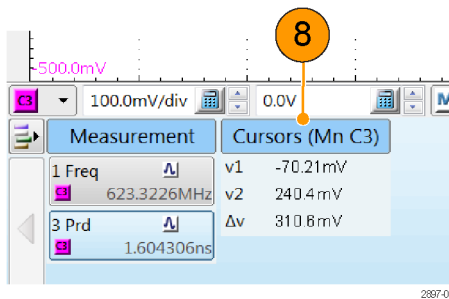 8
-500.0mV
C3 100.0mV/div 0.0V M
Measurement Cursors (Mn C3)
1 Freq v1 -70.21mV
C3 623.3226MHz v2 240.4mV
3 Prd Δv 310.6mV
C3 1.604306ns
2897-0